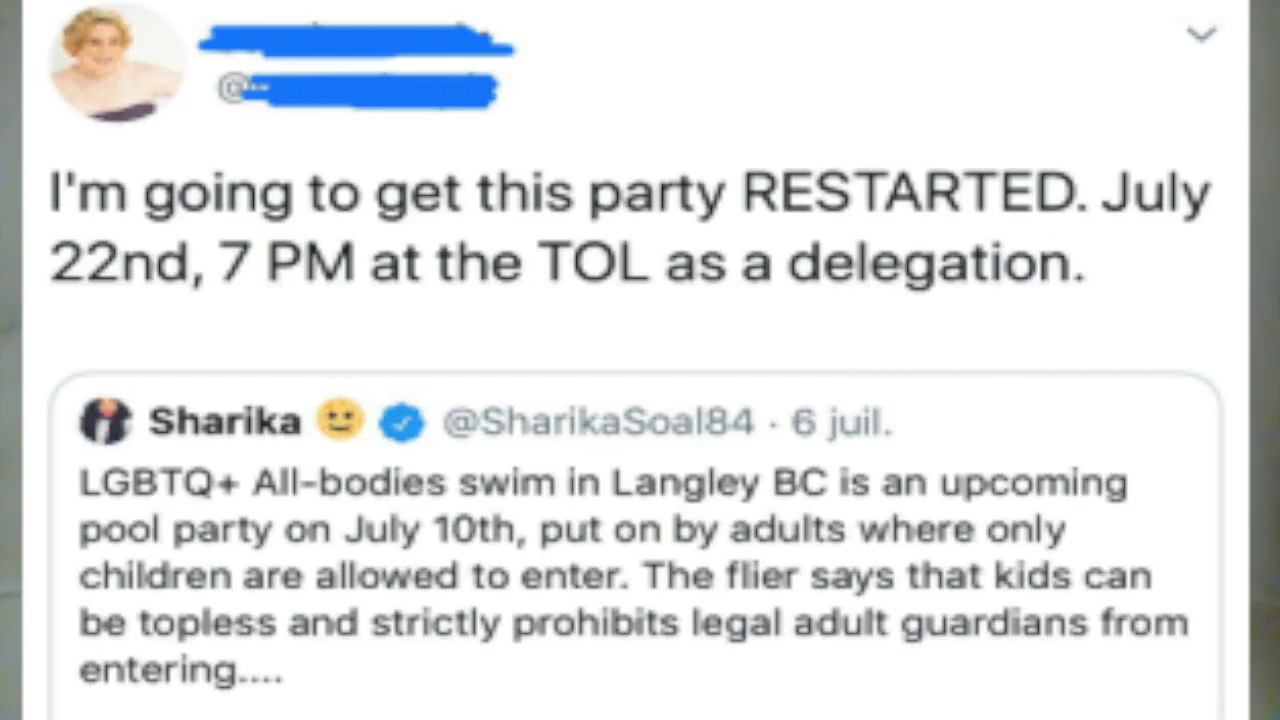 @
I'm going to get this party RESTARTED. July
22nd, 7 PM at the TOL as a delegation.
Sharika @SharikaSoal84 · 6 juil.
LGBTQ+ All-bodies swim in Langley BC is an upcoming
pool party on July 10th, put on by adults where only
children are allowed to enter. The flier says that kids can
be topless and strictly prohibits legal adult guardians from
entering....